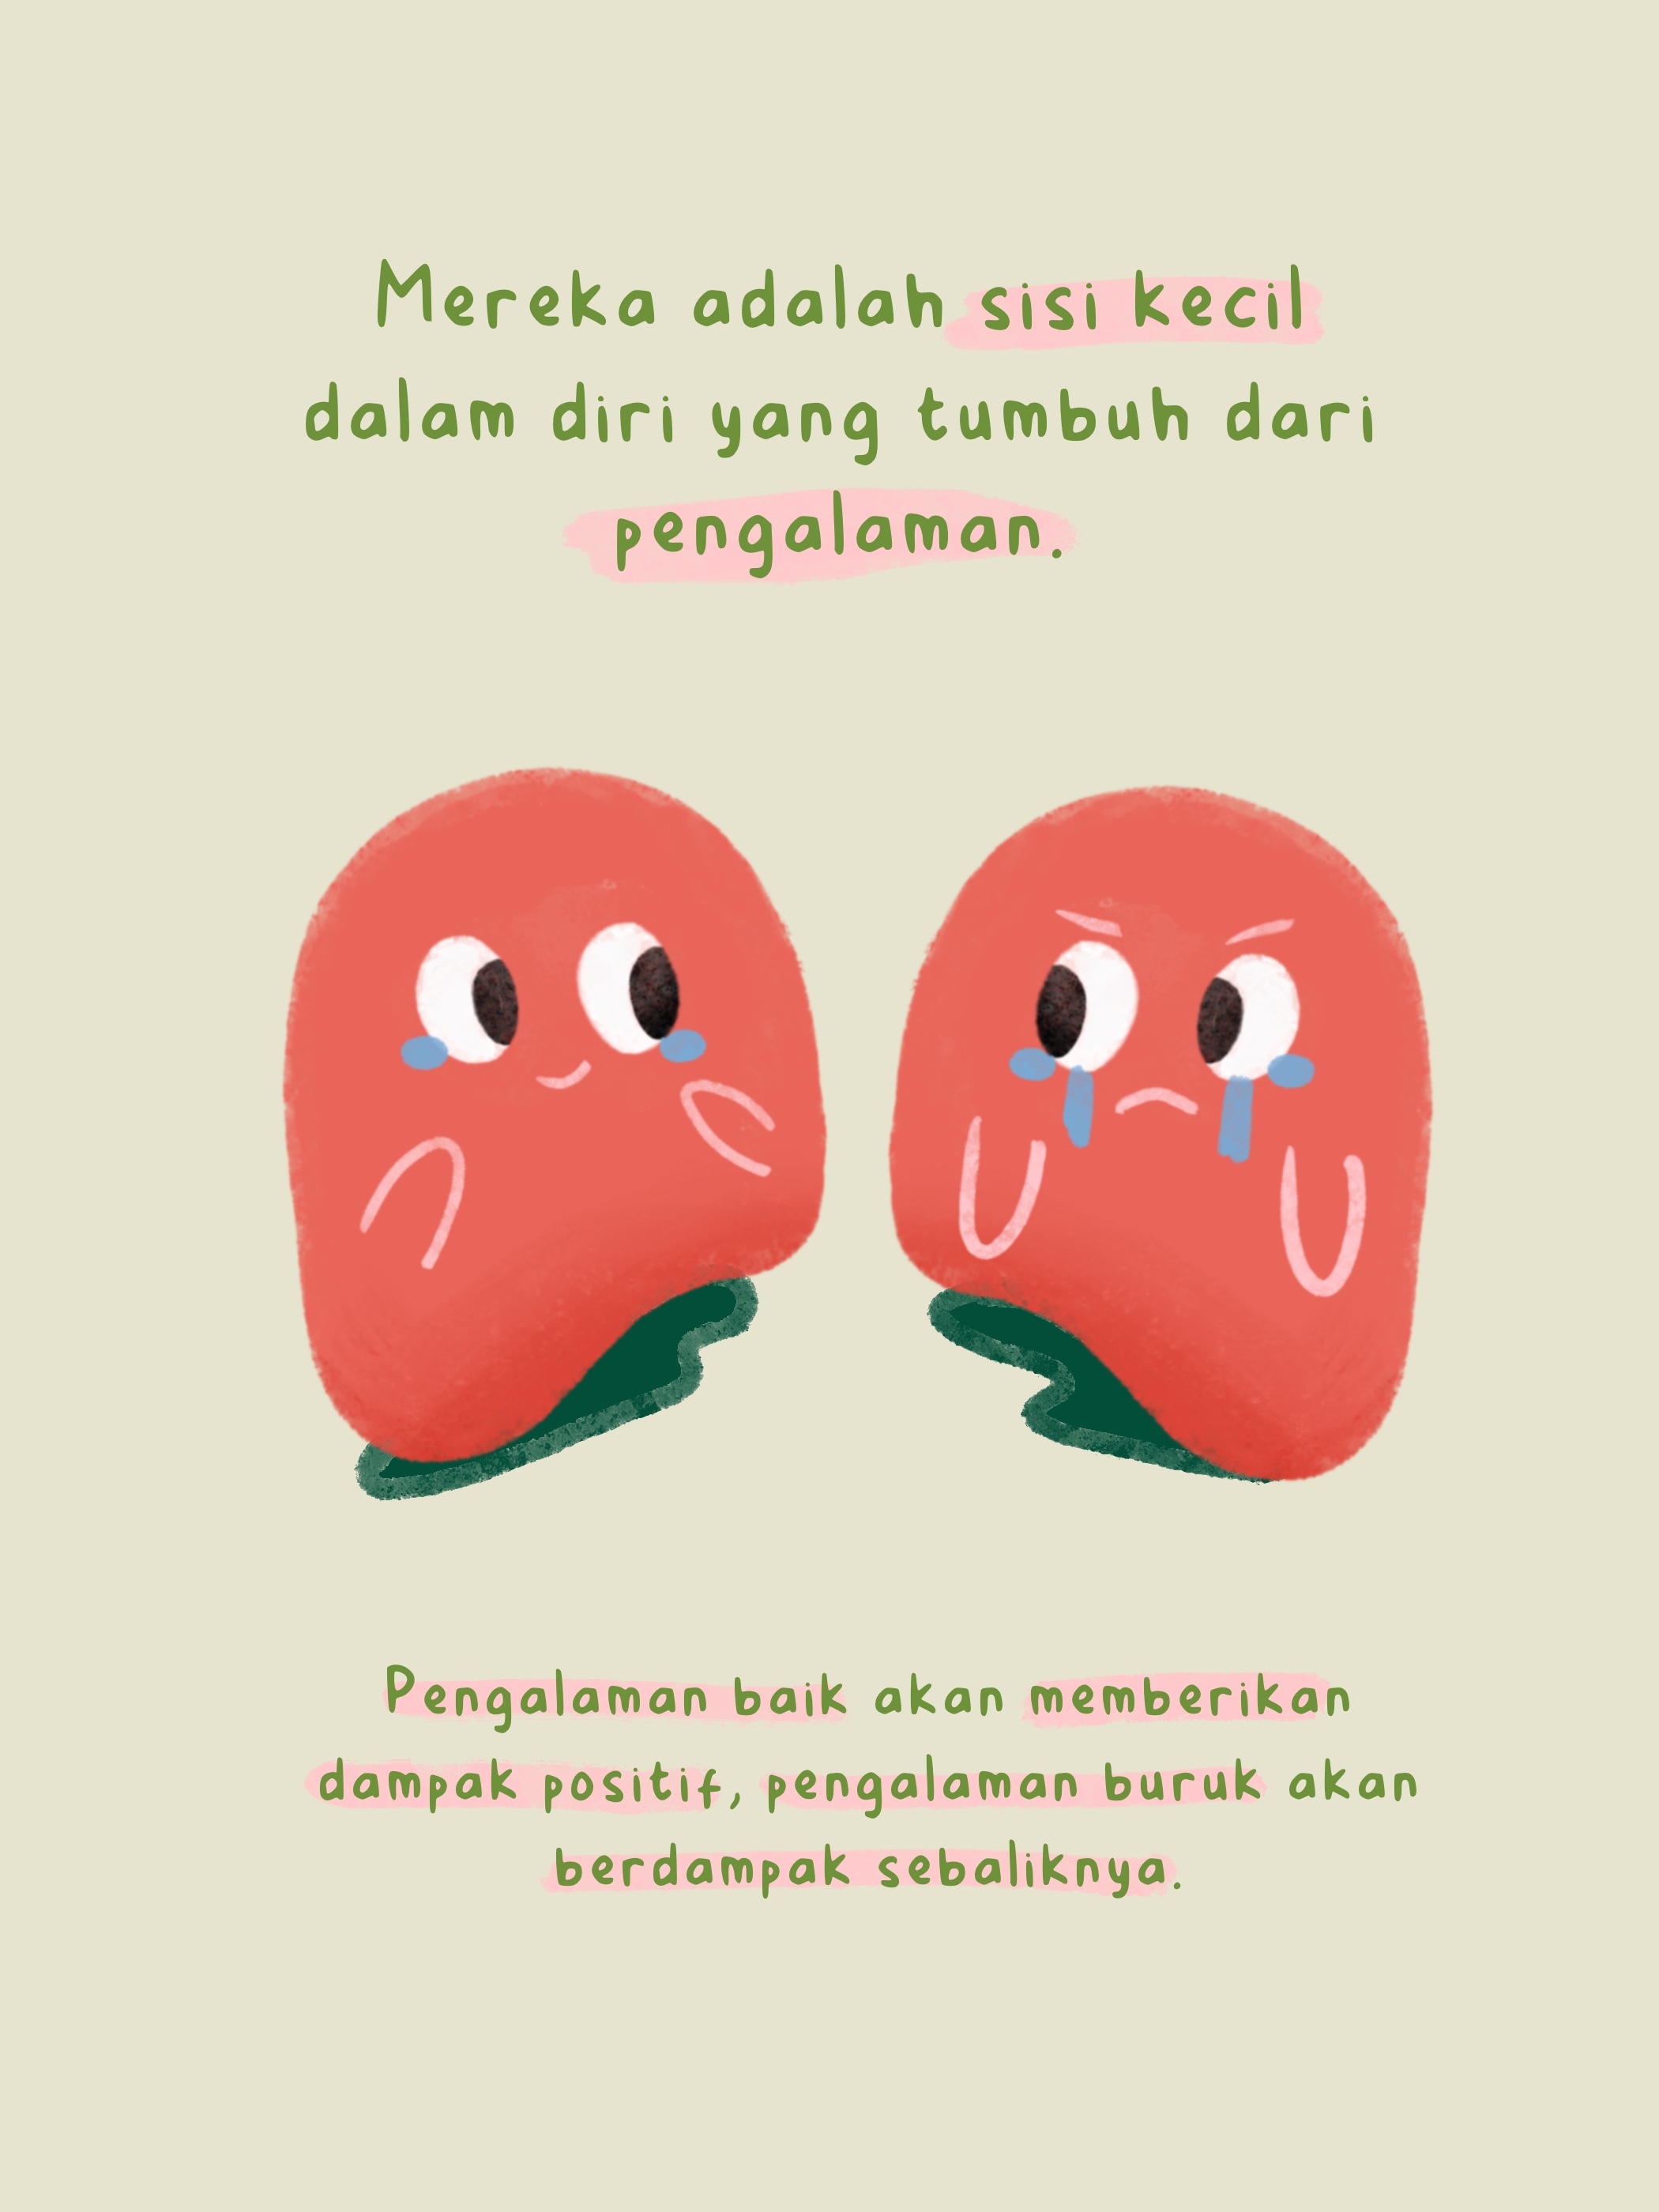 Mereka adalah sisi kecil
dalam diri yang tumbuh dari
pengalaman.
Pengalaman baik akan memberikan
dampak positif, pengalaman buruk akan
berdampak sebaliknya.